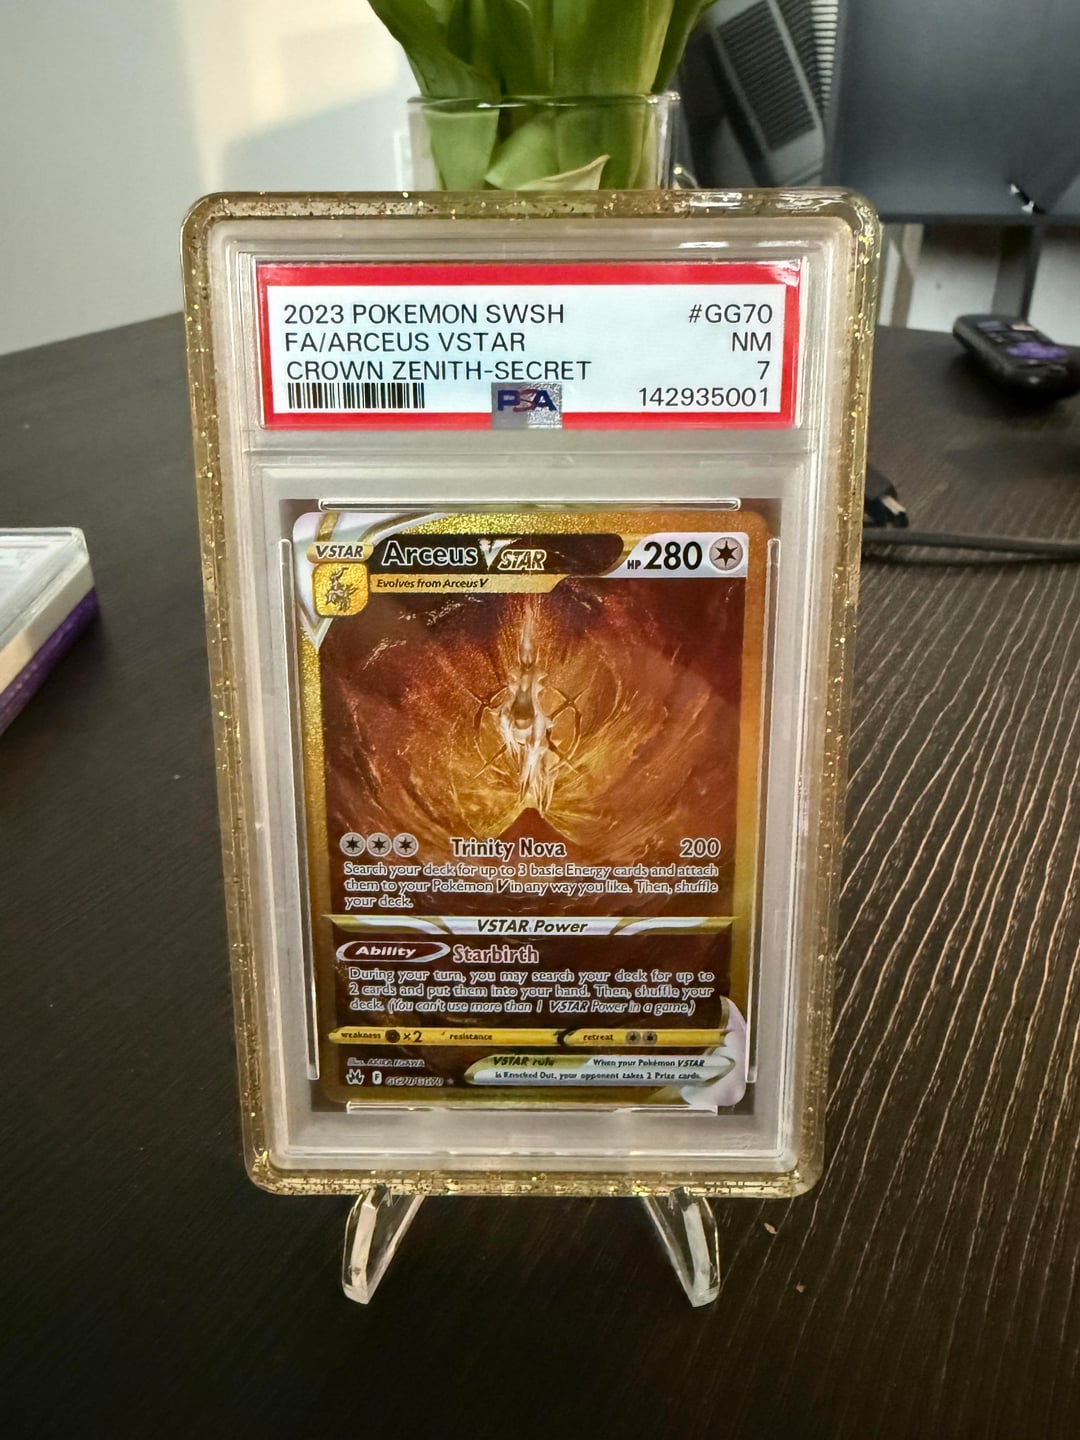 2023 POKEMON SWSH #GG70
FA/ARCEUS VSTAR NM
CROWN ZENITH-SECRET 7
PSA 142935001
VSTAR Arceus VSTAR HP 280
Evolves from Arceus V
Trinity Nova 200
Search your deck for up to 3 basic Energy cards and attach
them to your Pokémon V in any way you like. Then, shuffle
your deck.
VSTAR Power
Ability Starbirth
During your turn, you may search your deck for up to
2 cards and put them into your hand. Then, shuffle your
deck. (You can't use more than 1 VSTAR Power in a game.)
weakness ×2 resistance retreat
Illus. AKIRA EGAWA VSTAR rule When your Pokémon VSTAR
is Knocked Out, your opponent takes 2 Prize cards.
F GG70/GG70